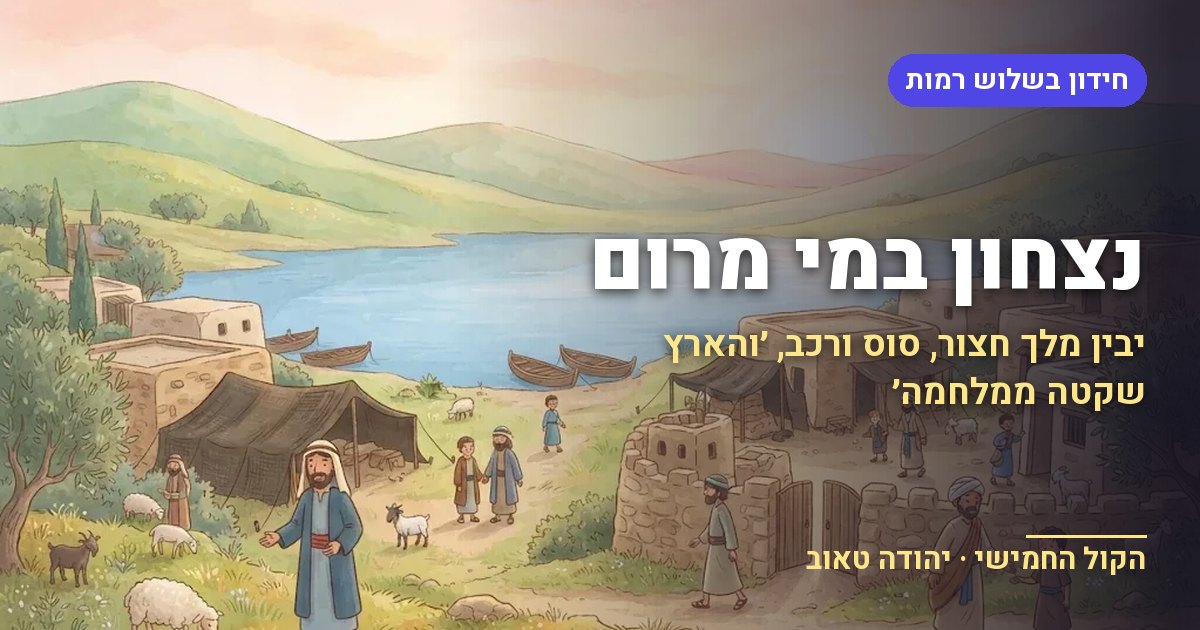 חידון בשלוש רמות
נצחון במי מרום
יבין מלך חצור, סוס ורכב, ׳והארץ
שקטה ממלחמה׳
הקול החמישי · יהודה טאוב